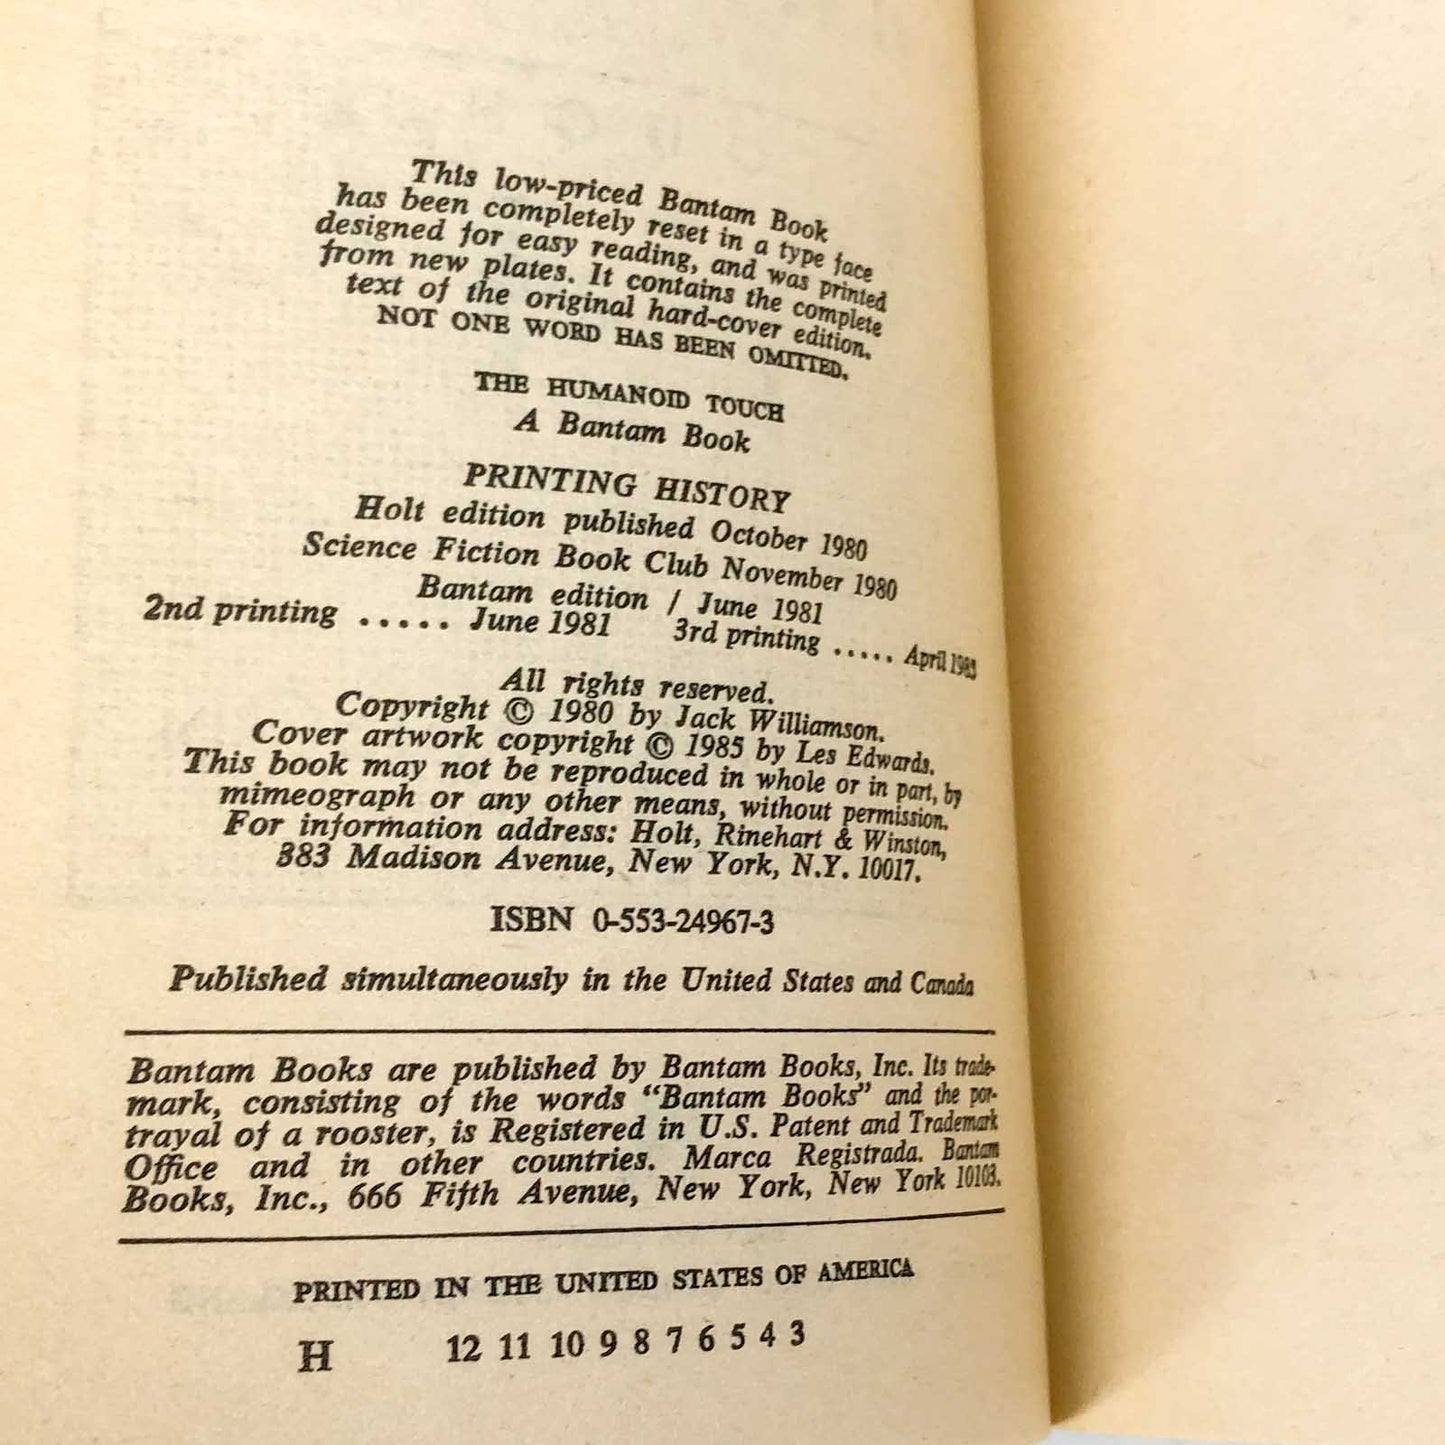 This low-priced Bantam Book
has been completely reset in a type face
designed for easy reading, and was printed
from new plates. It contains the complete
text of the original hard-cover edition.
NOT ONE WORD HAS BEEN OMITTED.
THE HUMANOID TOUCH
A Bantam Book
PRINTING HISTORY
Holt edition published October 1980
Science Fiction Book Club November 1980
Bantam edition / June 1981
2nd printing ..... June 1981 3rd printing ..... April
All rights reserved.
Copyright © 1980 by Jack Williamson.
Cover artwork copyright © 1985 by Les Edwards.
This book may not be reproduced in whole or in part, by
mimeograph or any other means, without permission.
For information address: Holt, Rinehart & Winston,
383 Madison Avenue, New York, N.Y. 10017.
ISBN 0-553-24967-3
Published simultaneously in the United States and Canada
Bantam Books are published by Bantam Books, Inc. Its trade-
mark, consisting of the words "Bantam Books" and the por-
trayal of a rooster, is Registered in U.S. Patent and Trademark
Office and in other countries. Marca Registrada. Bantam
Books, Inc., 666 Fifth Avenue, New York, New York 10103.
PRINTED IN THE UNITED STATES OF AMERICA
H 12 11 10 9 8 7 6 5 4 3